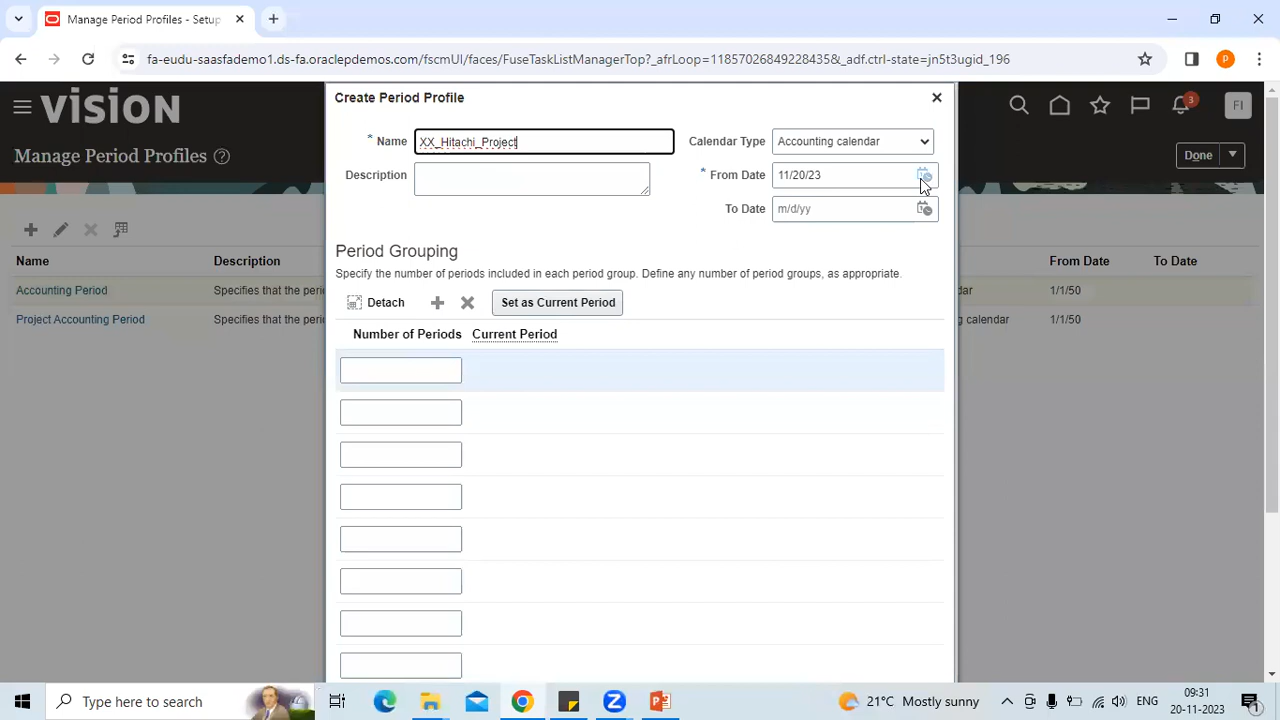 Manage Period Profiles - Setup
fa-eudu-saasfademo1.ds-fa.oraclepdemos.com/fscmUI/faces/FuseTaskListManagerTop?_afrLoop=11857026849228435&_adf.ctrl-state=jn5t3ugid_196
P
VISION
3
FI
Create Period Profile
* Name XX_Hitachi_Project
Calendar Type Accounting calendar
Description
* From Date 11/20/23
To Date m/d/yy
Manage Period Profiles ?
Done
Name Description From Date To Date
Accounting Period Specifies that the peri dar 1/1/50
Project Accounting Period Specifies that the peri ng calendar 1/1/50
Period Grouping
Specify the number of periods included in each period group. Define any number of period groups, as appropriate.
Detach Set as Current Period
Number of Periods Current Period
Type here to search
21°C Mostly sunny
ENG
09:31
20-11-2023
1